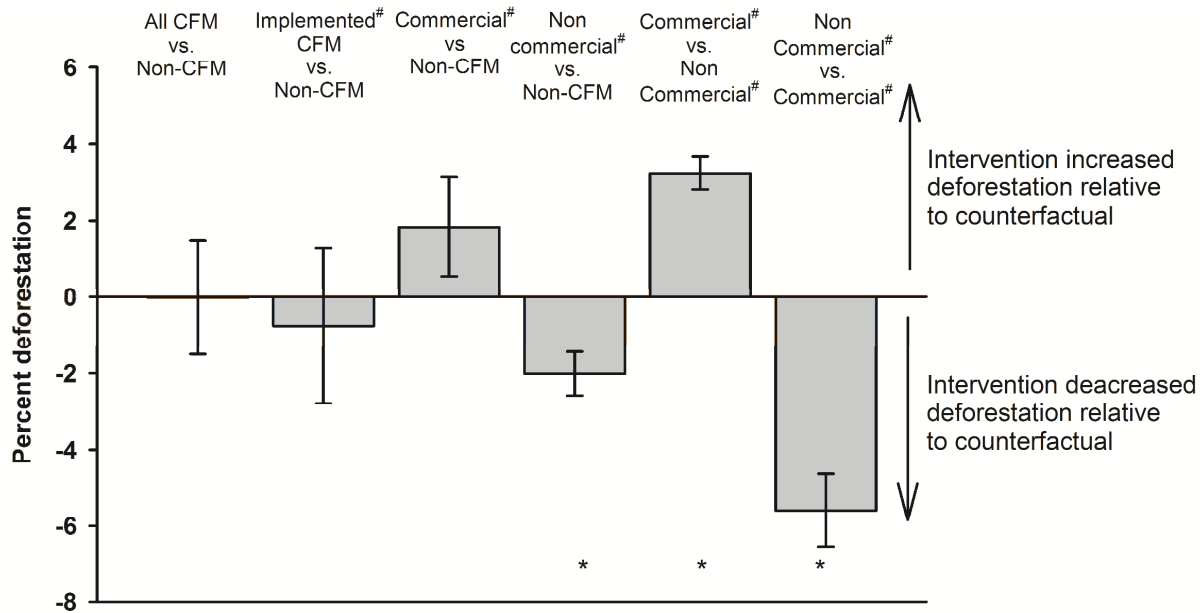 All CFM
vs.
Non-CFM
Implemented#
CFM
vs.
Non-CFM
Commercial#
vs
Non-CFM
Non
commercial#
vs.
Non-CFM
Commercial#
vs.
Non
Commercial#
Non
Commercial#
vs.
Commercial#
6
4
2
0
-2
-4
-6
-8
Percent deforestation
Intervention increased
deforestation relative
to counterfactual
Intervention deacreased
deforestation relative
to counterfactual
* * *